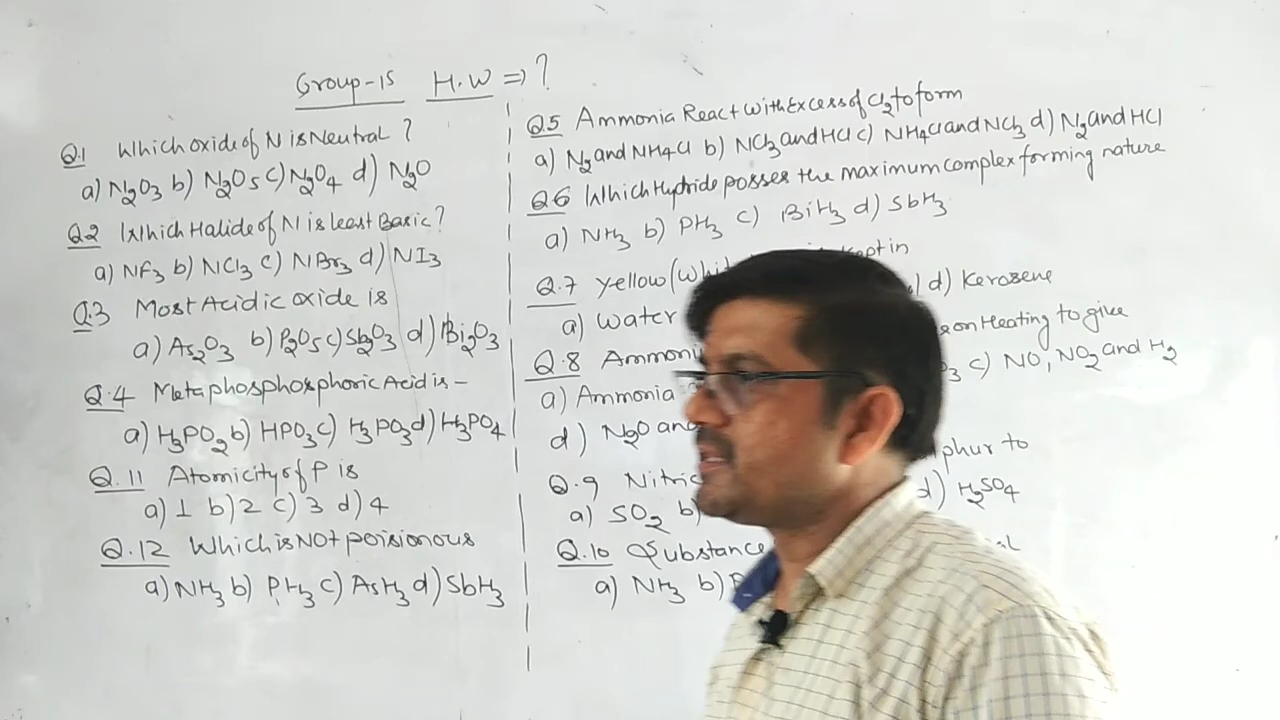 Group-15 H.W => ?
Q.1 Which oxide of N is Neutral ?
a) N2O3 b) N2O5 c) N2O4 d) N2O
Q.2 Which Halide of N is least Basic ?
a) NF3 b) NCl3 c) NBr3 d) NI3
Q.3 Most Acidic oxide is
a) As2O3 b) P2O5 c) Sb2O3 d) Bi2O3
Q.4 Metaphosphosphoric Acid is -
a) H3PO2 b) HPO3 c) H3PO3 d) H3PO4
Q.11 Atomicity of P is
a) 1 b) 2 c) 3 d) 4
Q.12 Which is NOt poisionous
a) NH3 b) PH3 c) AsH3 d) SbH3
Q.5 Ammonia React with Excess of Cl2 to form
a) N2 and NH4Cl b) NCl3 and HCl c) NH4Cl and NCl3 d) N2 and HCl
Q.6 Which Hydride posses the maximum complex forming nature
a) NH3 b) PH3 c) BiH3 d) SbH3
Q.7 Yellow (Whi in
a) Water d) Kerosene
Q.8 Ammoni on Heating to give
a) Ammonia c) NO, NO2 and H2
d) N2O and
Q.9 Nitric phur to
a) SO2 b) d) H2SO4
Q.10 Substance
a) NH3 b)